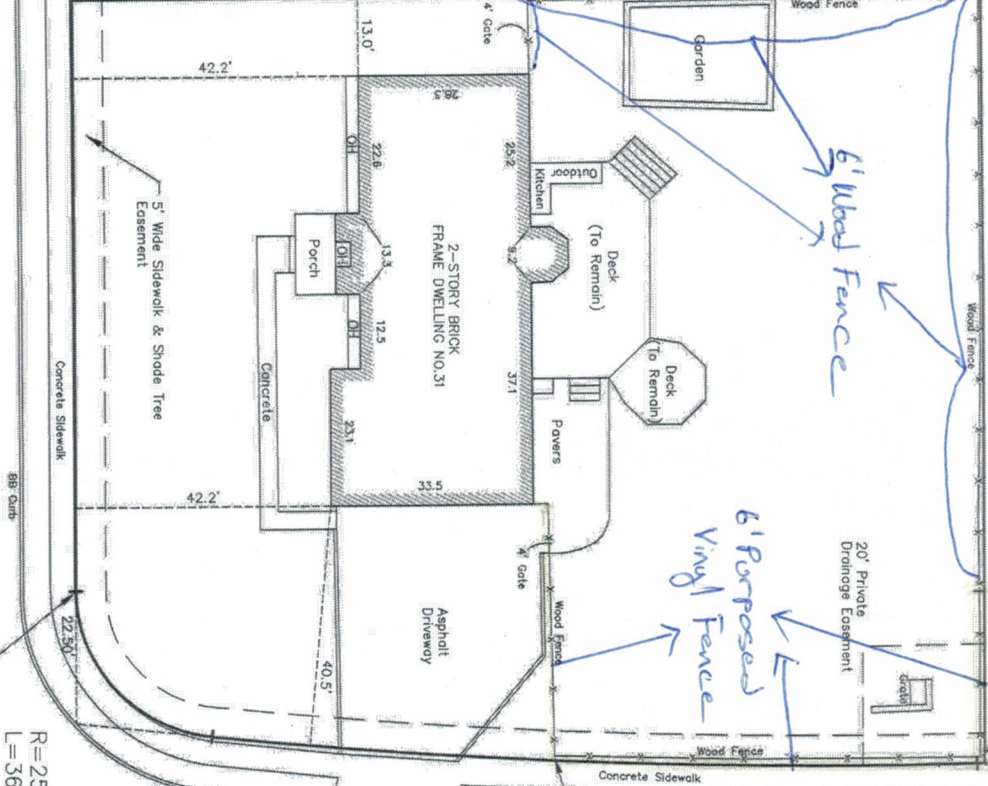 Wood Fence
4' Gate
13.0'
Garden
42.2'
28.5
OH
22.6
25.2
Outdoor
Kitchen
6' Wood Fence
5' Wide Sidewalk & Shade Tree
Easement
Porch
OH
13.3
2-STORY BRICK
FRAME DWELLING NO.31
9.2
Deck
(To Remain)
Wood Fence
OH
12.5
Deck
(To Remain)
Concrete Sidewalk
Concrete
37.1
23.1
Pavers
BB Curb
42.2'
33.5
4' Gate
6' Purposed
Vinyl Fence
20' Private
Drainage Easement
Wood Fence
Asphalt
Driveway
22.50'
40.5'
Grate
Wood Fence
Concrete Sidewalk
R=25
L=36